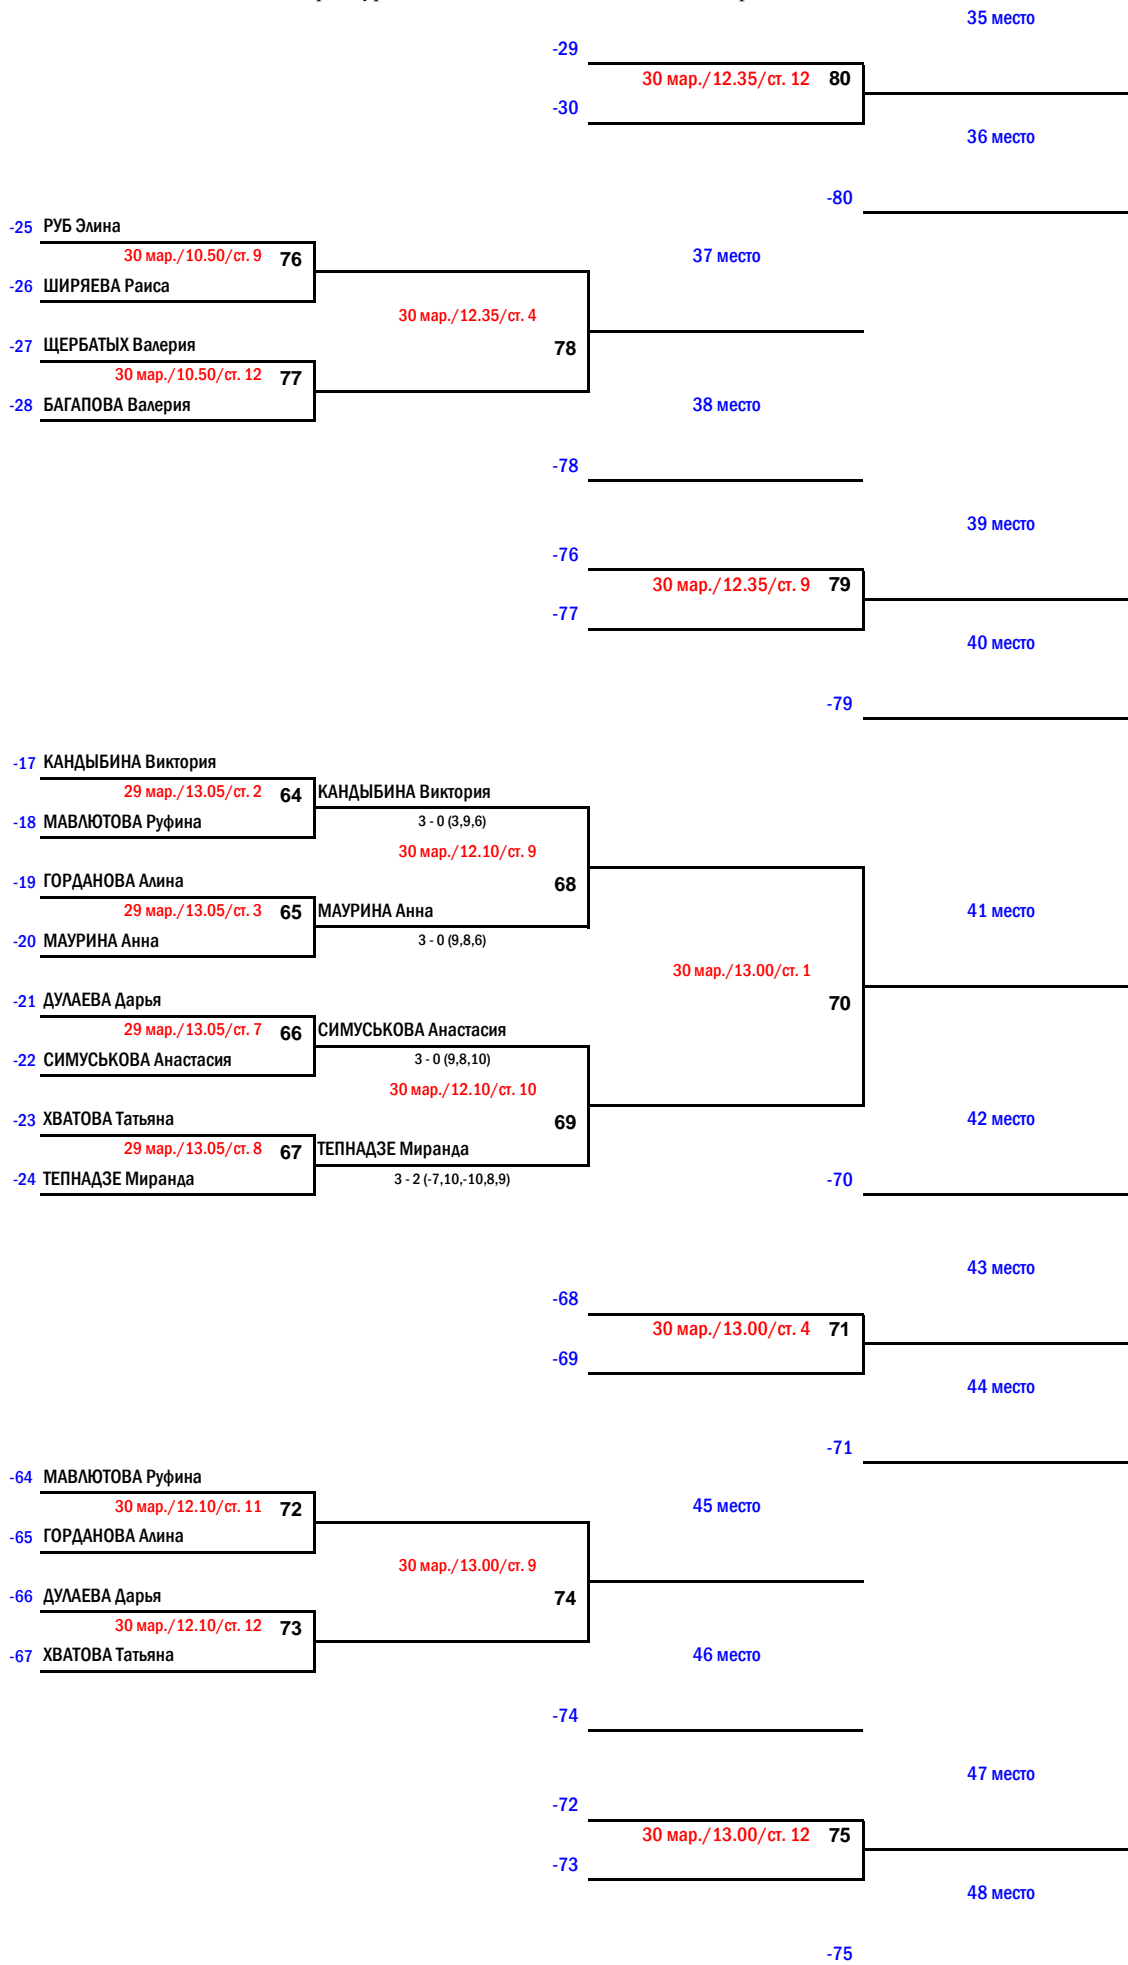 35 место
-29
30 мар./12.35/ст. 12 80
-30
36 место
-80
-25 РУБ Элина
30 мар./10.50/ст. 9 76
37 место
-26 ШИРЯЕВА Раиса
30 мар./12.35/ст. 4
-27 ЩЕРБАТЫХ Валерия
78
30 мар./10.50/ст. 12 77
-28 БАГАПОВА Валерия
38 место
-78
39 место
-76
30 мар./12.35/ст. 9 79
-77
40 место
-79
-17 КАНДЫБИНА Виктория
29 мар./13.05/ст. 2 64 КАНДЫБИНА Виктория
-18 МАВЛЮТОВА Руфина
3 - 0 (3,9,6)
30 мар./12.10/ст. 9
-19 ГОРДАНОВА Алина
68
29 мар./13.05/ст. 3 65 МАУРИНА Анна
41 место
-20 МАУРИНА Анна
3 - 0 (9,8,6)
30 мар./13.00/ст. 1
-21 ДУЛАЕВА Дарья
70
29 мар./13.05/ст. 7 66 СИМУСЬКОВА Анастасия
-22 СИМУСЬКОВА Анастасия
3 - 0 (9,8,10)
30 мар./12.10/ст. 10
-23 ХВАТОВА Татьяна
69
42 место
29 мар./13.05/ст. 8 67 ТЕПНАДЗЕ Миранда
-24 ТЕПНАДЗЕ Миранда
3 - 2 (-7,10,-10,8,9)
-70
43 место
-68
30 мар./13.00/ст. 4 71
-69
44 место
-71
-64 МАВЛЮТОВА Руфина
30 мар./12.10/ст. 11 72
45 место
-65 ГОРДАНОВА Алина
30 мар./13.00/ст. 9
-66 ДУЛАЕВА Дарья
74
30 мар./12.10/ст. 12 73
-67 ХВАТОВА Татьяна
46 место
-74
47 место
-72
30 мар./13.00/ст. 12 75
-73
48 место
-75